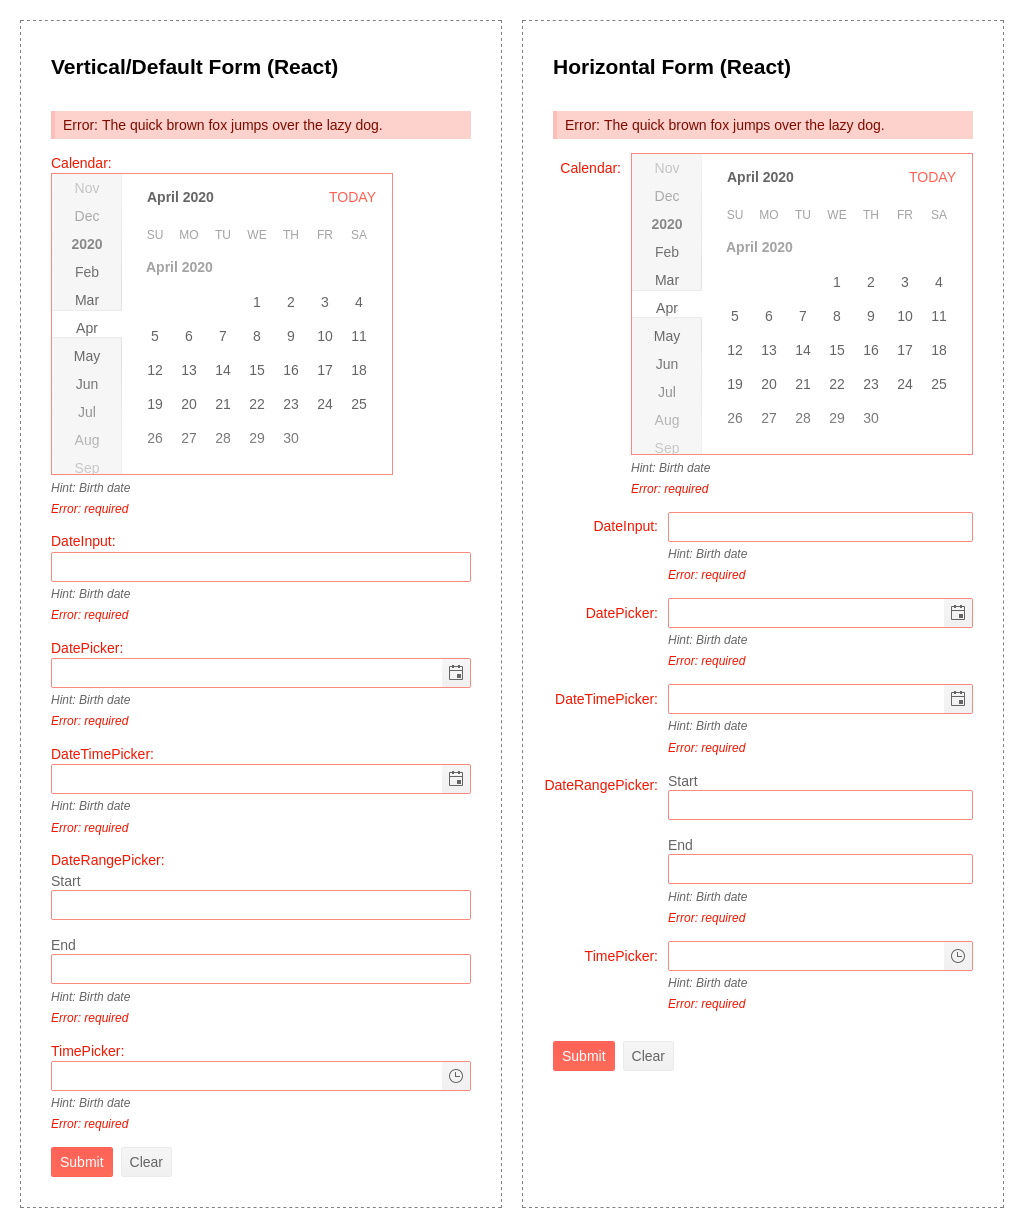 Vertical/Default Form (React)
Error: The quick brown fox jumps over the lazy dog.
Calendar:
Nov
Dec
2020
Feb
Mar
Apr
May
Jun
Jul
Aug
Sep
April 2020 TODAY
SU MO TU WE TH FR SA
April 2020
1 2 3 4
5 6 7 8 9 10 11
12 13 14 15 16 17 18
19 20 21 22 23 24 25
26 27 28 29 30
Hint: Birth date
Error: required
DateInput:
Hint: Birth date
Error: required
DatePicker:
Hint: Birth date
Error: required
DateTimePicker:
Hint: Birth date
Error: required
DateRangePicker:
Start
End
Hint: Birth date
Error: required
TimePicker:
Hint: Birth date
Error: required
Submit Clear
Horizontal Form (React)
Error: The quick brown fox jumps over the lazy dog.
Calendar:
Nov
Dec
2020
Feb
Mar
Apr
May
Jun
Jul
Aug
Sep
April 2020 TODAY
SU MO TU WE TH FR SA
April 2020
1 2 3 4
5 6 7 8 9 10 11
12 13 14 15 16 17 18
19 20 21 22 23 24 25
26 27 28 29 30
Hint: Birth date
Error: required
DateInput:
Hint: Birth date
Error: required
DatePicker:
Hint: Birth date
Error: required
DateTimePicker:
Hint: Birth date
Error: required
DateRangePicker:
Start
End
Hint: Birth date
Error: required
TimePicker:
Hint: Birth date
Error: required
Submit Clear